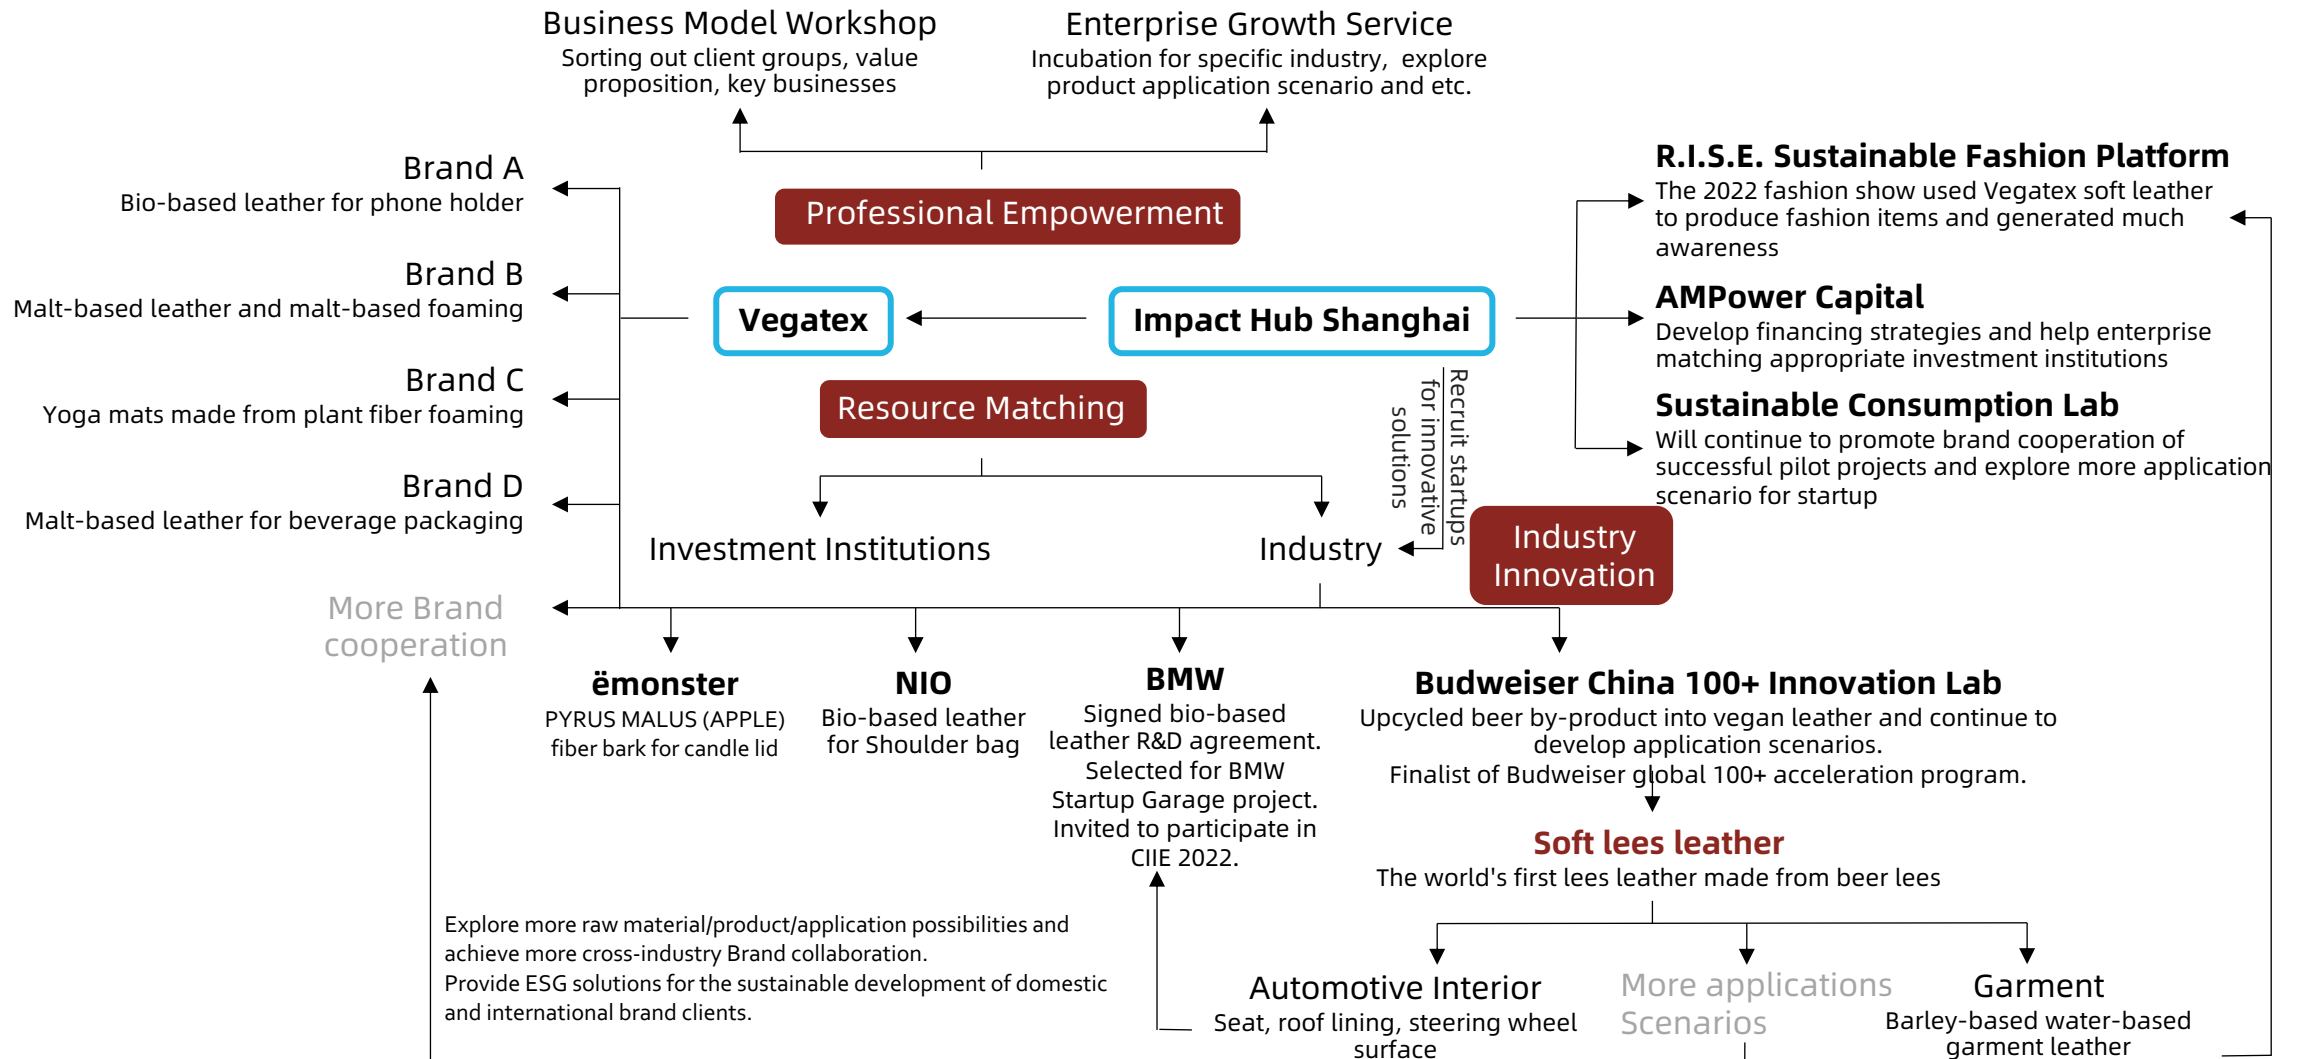 Business Model Workshop
Sorting out client groups, value
proposition, key businesses
Enterprise Growth Service
Incubation for specific industry, explore
product application scenario and etc.
Brand A
Bio-based leather for phone holder
Brand B
Malt-based leather and malt-based foaming
Brand C
Yoga mats made from plant fiber foaming
Brand D
Malt-based leather for beverage packaging
More Brand
cooperation
Professional Empowerment
Vegatex
Impact Hub Shanghai
Resource Matching
Recruit startups
for innovative
solutions
Investment Institutions
Industry
Industry
Innovation
R.I.S.E. Sustainable Fashion Platform
The 2022 fashion show used Vegatex soft leather
to produce fashion items and generated much
awareness
AMPower Capital
Develop financing strategies and help enterprise
matching appropriate investment institutions
Sustainable Consumption Lab
Will continue to promote brand cooperation of
successful pilot projects and explore more application
scenario for startup
ëmonster
PYRUS MALUS (APPLE)
fiber bark for candle lid
NIO
Bio-based leather
for Shoulder bag
BMW
Signed bio-based
leather R&D agreement.
Selected for BMW
Startup Garage project.
Invited to participate in
CIIE 2022.
Budweiser China 100+ Innovation Lab
Upcycled beer by-product into vegan leather and continue to
develop application scenarios.
Finalist of Budweiser global 100+ acceleration program.
Soft lees leather
The world's first lees leather made from beer lees
Explore more raw material/product/application possibilities and
achieve more cross-industry Brand collaboration.
Provide ESG solutions for the sustainable development of domestic
and international brand clients.
Automotive Interior
Seat, roof lining, steering wheel
surface
More applications
Scenarios
Garment
Barley-based water-based
garment leather